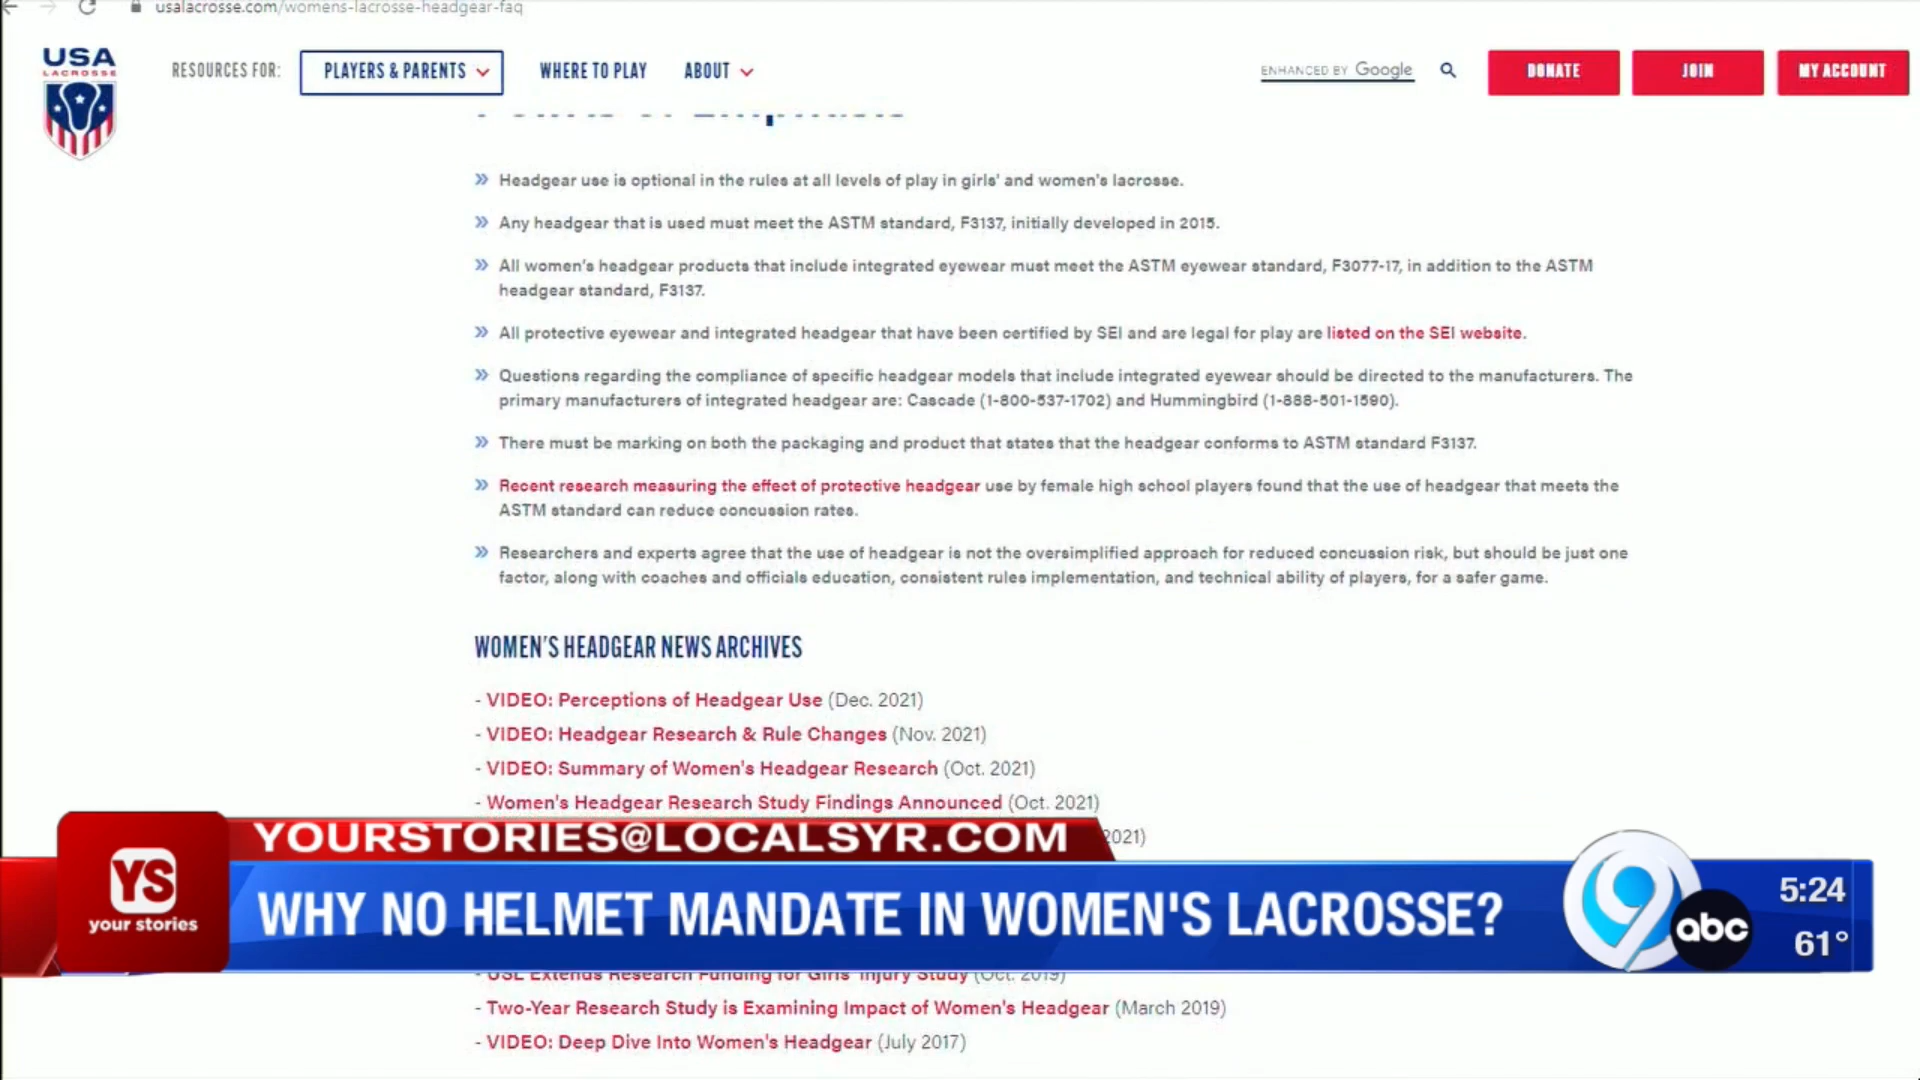 usalacrosse.com/womens-lacrosse-headgear-faq
USA
LACROSSE
RESOURCES FOR:
PLAYERS & PARENTS
WHERE TO PLAY
ABOUT
ENHANCED BY Google
DONATE
JOIN
MY ACCOUNT
» Headgear use is optional in the rules at all levels of play in girls' and women's lacrosse.
» Any headgear that is used must meet the ASTM standard, F3137, initially developed in 2015.
» All women's headgear products that include integrated eyewear must meet the ASTM eyewear standard, F3077-17, in addition to the ASTM
headgear standard, F3137.
» All protective eyewear and integrated headgear that have been certified by SEI and are legal for play are listed on the SEI website.
» Questions regarding the compliance of specific headgear models that include integrated eyewear should be directed to the manufacturers. The
primary manufacturers of integrated headgear are: Cascade (1-800-537-1702) and Hummingbird (1-888-501-1590).
» There must be marking on both the packaging and product that states that the headgear conforms to ASTM standard F3137.
» Recent research measuring the effect of protective headgear use by female high school players found that the use of headgear that meets the
ASTM standard can reduce concussion rates.
» Researchers and experts agree that the use of headgear is not the oversimplified approach for reduced concussion risk, but should be just one
factor, along with coaches and officials education, consistent rules implementation, and technical ability of players, for a safer game.
WOMEN'S HEADGEAR NEWS ARCHIVES
- VIDEO: Perceptions of Headgear Use (Dec. 2021)
- VIDEO: Headgear Research & Rule Changes (Nov. 2021)
- VIDEO: Summary of Women's Headgear Research (Oct. 2021)
- Women's Headgear Research Study Findings Announced (Oct. 2021)
2021)
YOURSTORIES@LOCALSYR.COM
YS
your stories
WHY NO HELMET MANDATE IN WOMEN'S LACROSSE?
9
abc
5:24
61°
- USL Extends Research Funding for Girls' Injury Study (Oct. 2019)
- Two-Year Research Study is Examining Impact of Women's Headgear (March 2019)
- VIDEO: Deep Dive Into Women's Headgear (July 2017)